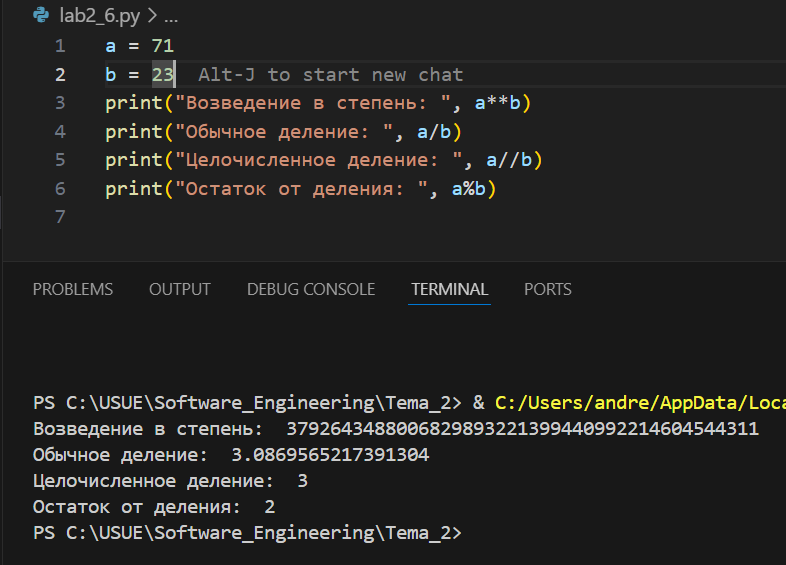 lab2_6.py > ...
1 a = 71
2 b = 23 Alt-J to start new chat
3 print("Возведение в степень: ", a**b)
4 print("Обычное деление: ", a/b)
5 print("Целочисленное деление: ", a//b)
6 print("Остаток от деления: ", a%b)
7
PROBLEMS OUTPUT DEBUG CONSOLE TERMINAL PORTS
PS C:\USUE\Software_Engineering\Tema_2> & C:/Users/andre/AppData/Loca
Возведение в степень:  3792643488006829893221399440992214604544311
Обычное деление:  3.0869565217391304
Целочисленное деление:  3
Остаток от деления:  2
PS C:\USUE\Software_Engineering\Tema_2>